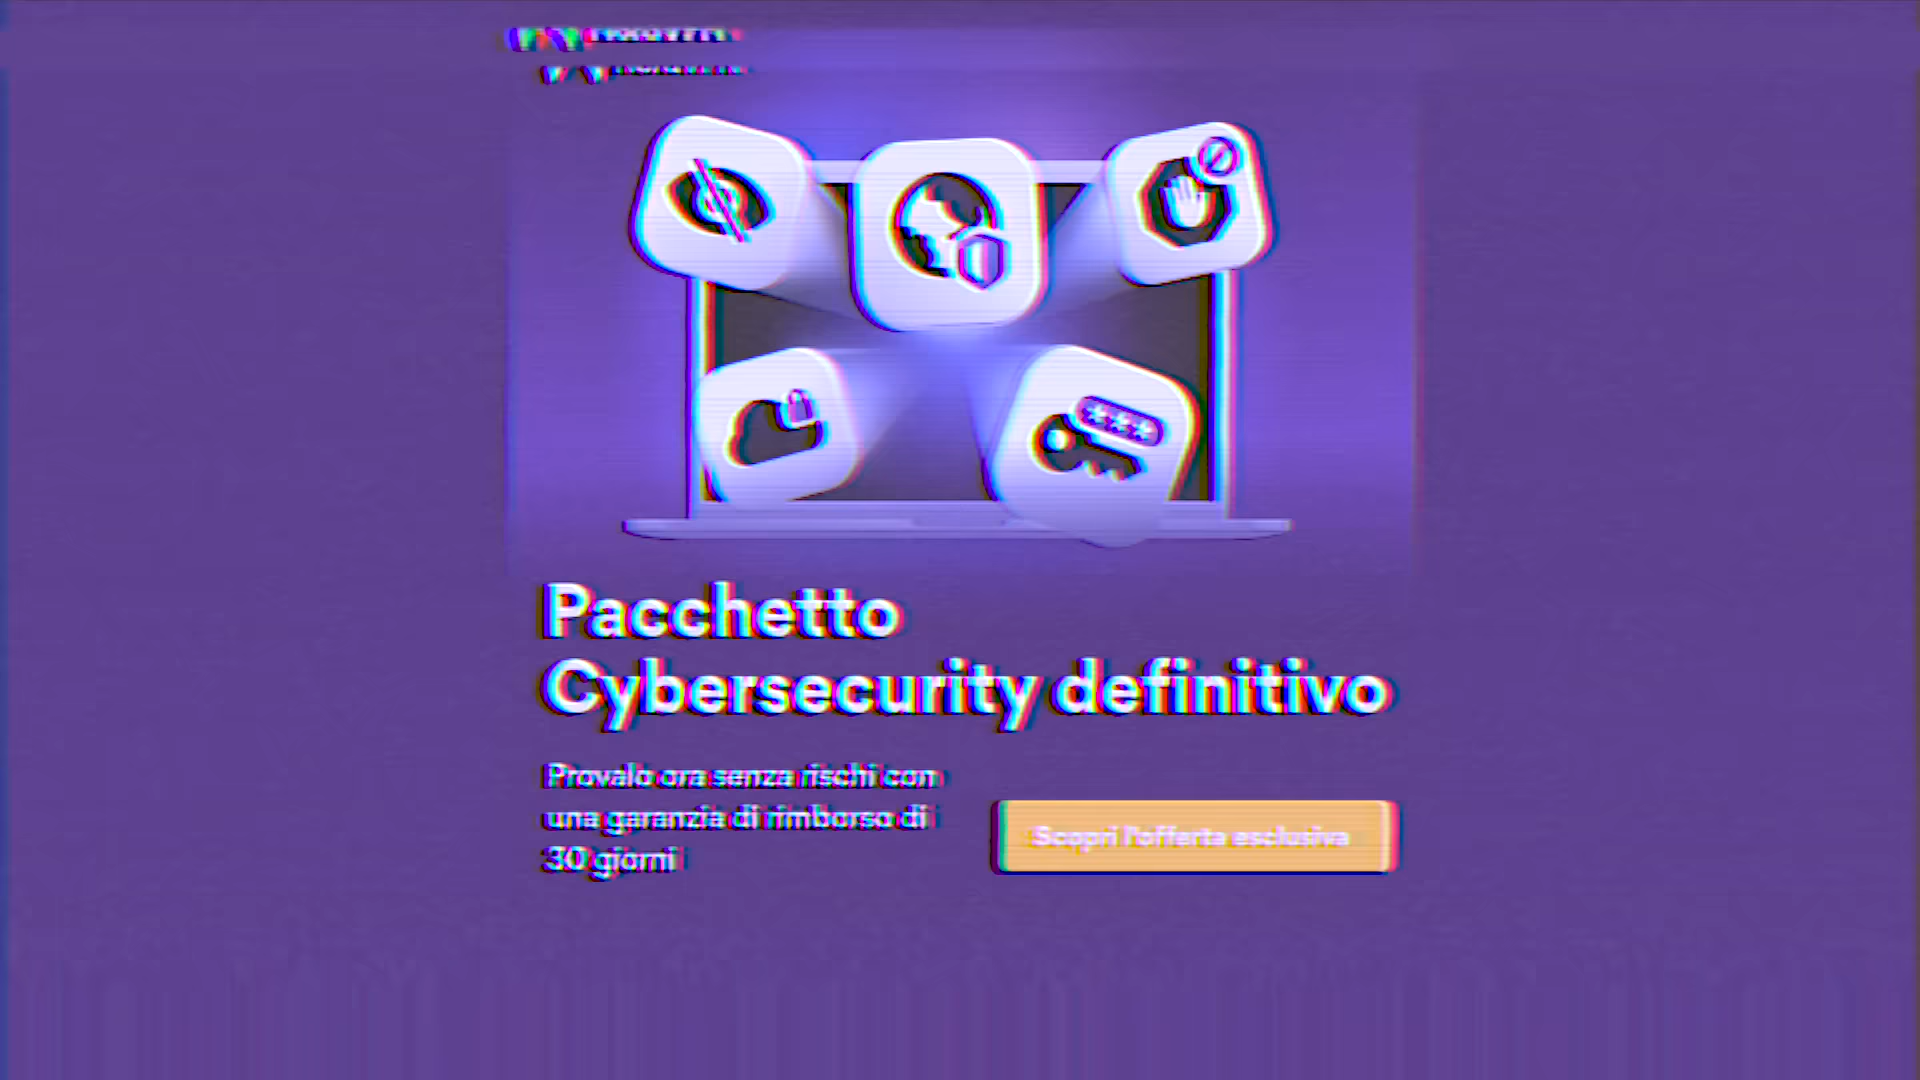 Pacchetto
Cybersecurity definitivo
Provalo ora senza rischi con
una garanzia di rimborso di
30 giorni
Scopri l'offerta esclusiva
***